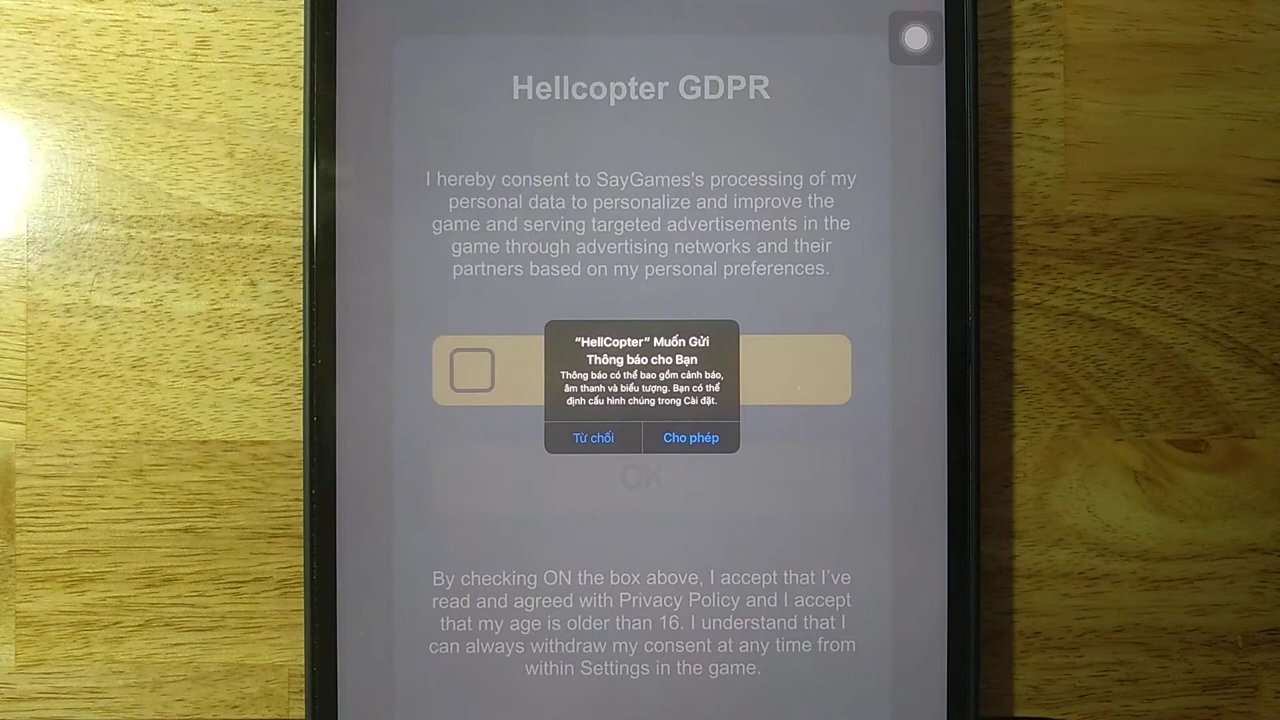 Hellcopter GDPR
I hereby consent to SayGames's processing of my
personal data to personalize and improve the
game and serving targeted advertisements in the
game through advertising networks and their
partners based on my personal preferences.
“HellCopter” Muốn Gửi
Thông báo cho Bạn
Thông báo có thể bao gồm cảnh báo,
âm thanh và biểu tượng. Bạn có thể
định cấu hình chúng trong Cài đặt.
Từ chối
Cho phép
OK
By checking ON the box above, I accept that I've
read and agreed with Privacy Policy and I accept
that my age is older than 16. I understand that I
can always withdraw my consent at any time from
within Settings in the game.